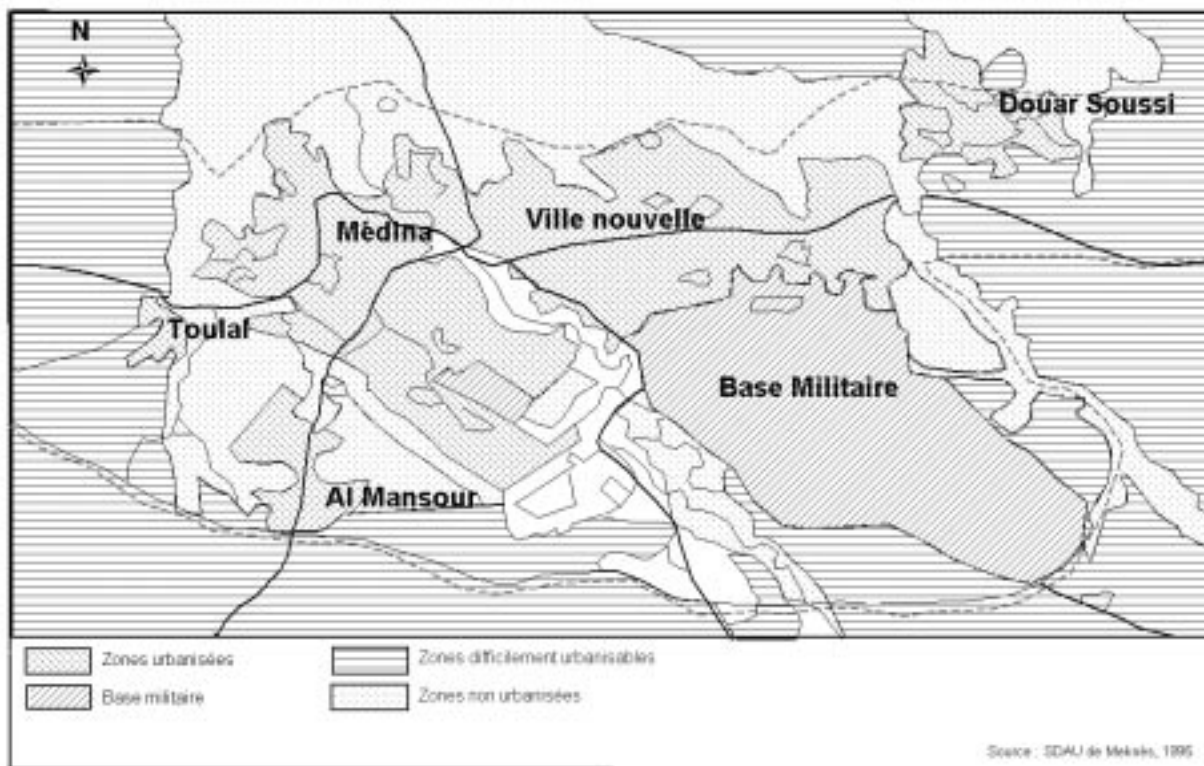 N
Douar Soussi
Médina
Ville nouvelle
Toulal
Base Militaire
Al Mansour
Zones urbanisées
Zones difficilement urbanisables
Base militaire
Zones non urbanisées
Source : SDAU de Meknès, 1996